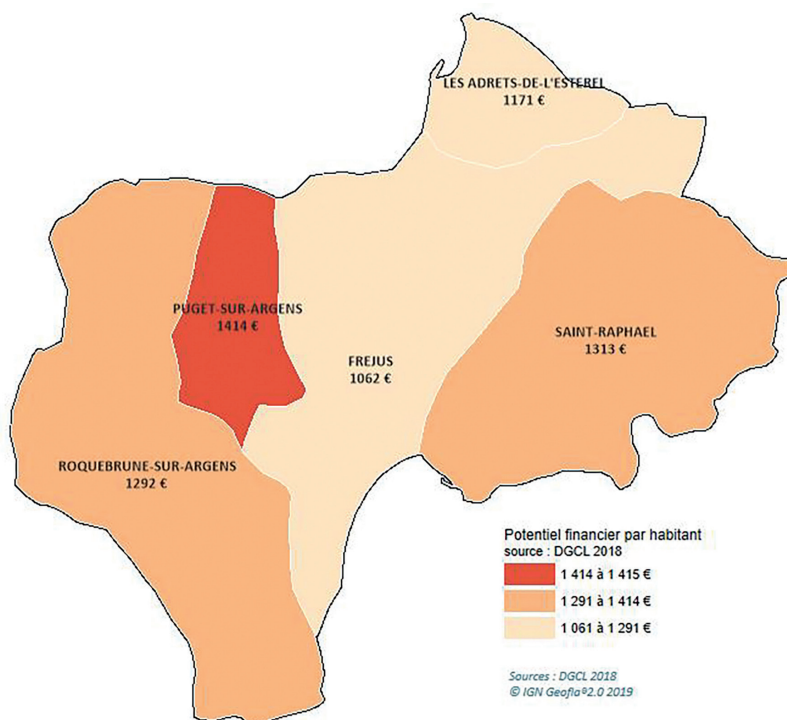 LES ADRETS-DE-L'ESTEREL
1171 €
PUGET-SUR-ARGENS
1414 €
FREJUS
1062 €
SAINT-RAPHAEL
1313 €
ROQUEBRUNE-SUR-ARGENS
1292 €
Potentiel financier par habitant
source : DGCL 2018
1 414 à 1 415 €
1 291 à 1 414 €
1 061 à 1 291 €
Sources : DGCL 2018
© IGN Geofla®2.0 2019